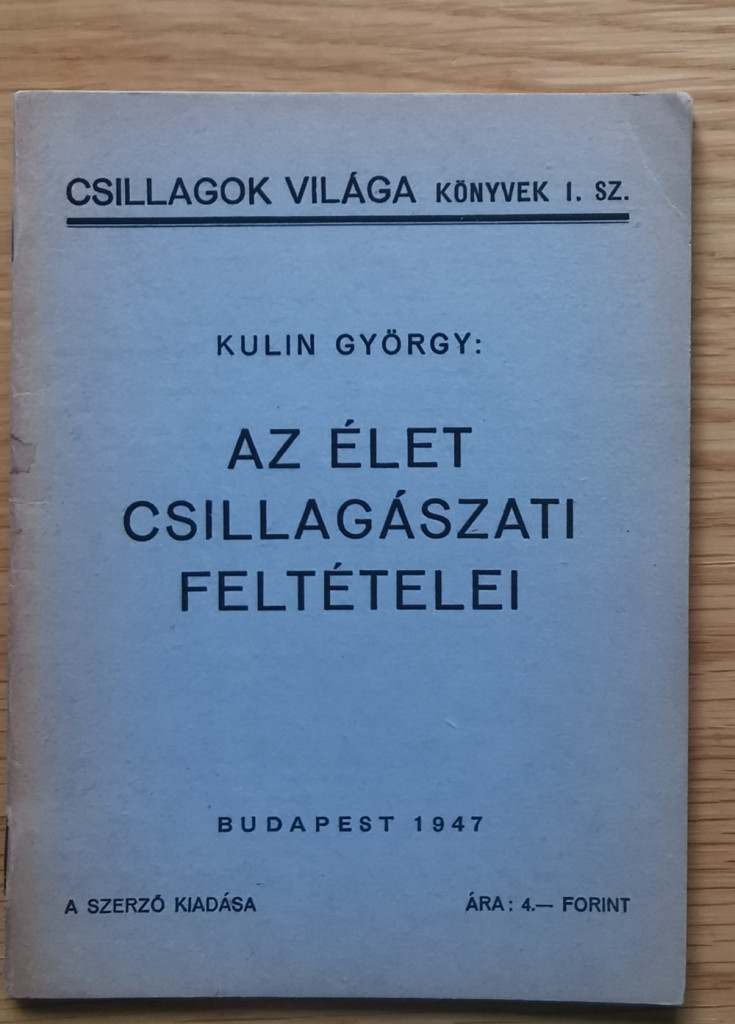 CSILLAGOK VILÁGA KÖNYVEK I. SZ.
KULIN GYÖRGY:
AZ ÉLET
CSILLAGÁSZATI
FELTÉTELEI
BUDAPEST 1947
A SZERZŐ KIADÁSA
ÁRA: 4.— FORINT